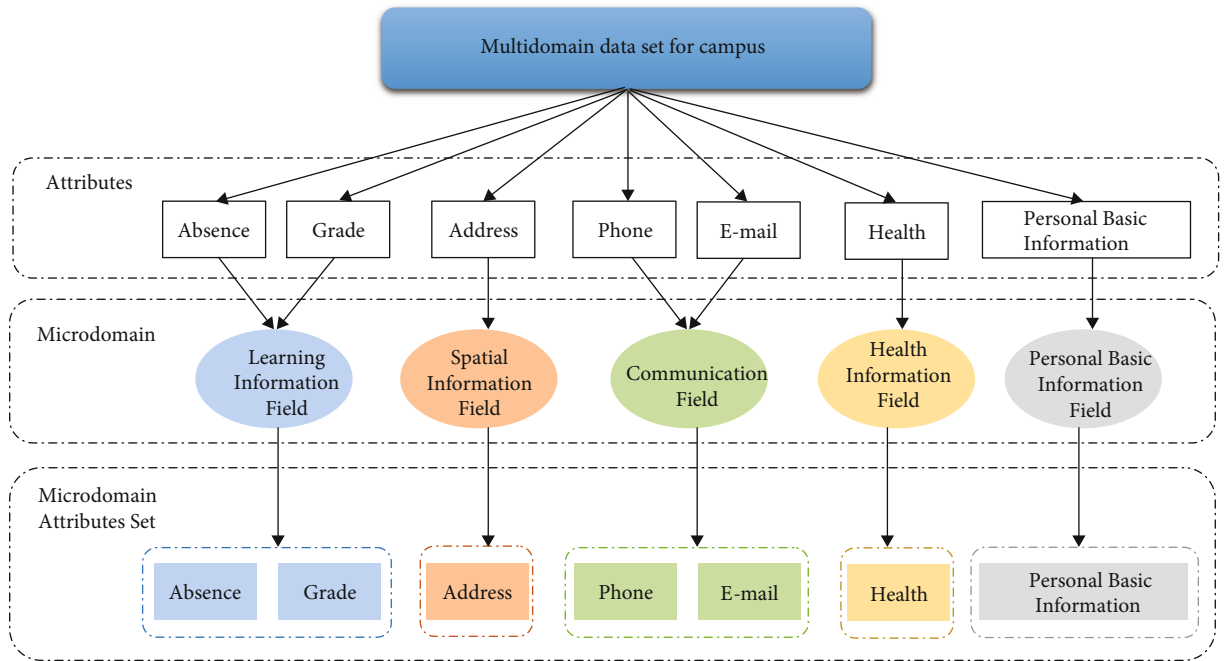 Multidomain data set for campus
Attributes
Absence
Grade
Address
Phone
E-mail
Health
Personal Basic
Information
Microdomain
Learning
Information
Field
Spatial
Information
Field
Communication
Field
Health
Information
Field
Personal Basic
Information
Field
Microdomain
Attributes Set
Absence
Grade
Address
Phone
E-mail
Health
Personal Basic
Information